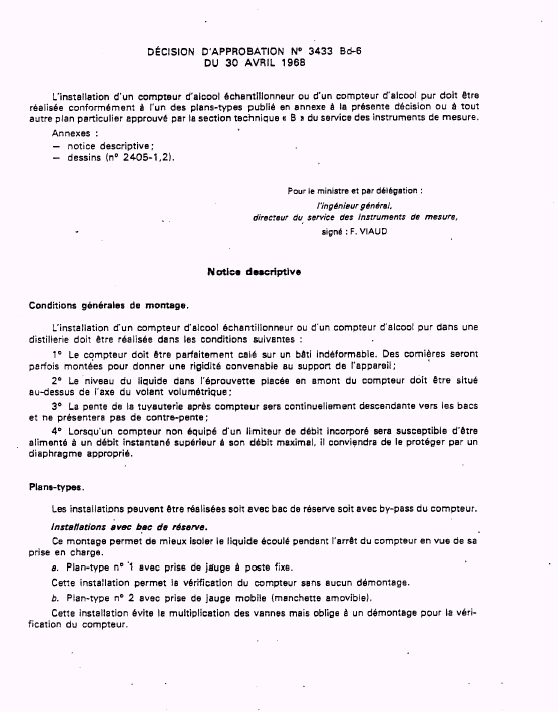 DÉCISION D'APPROBATION Nº 3433 Bd-6
DU 30 AVRIL 1968
L'installation d'un compteur d'alcool échantillonneur ou d'un compteur d'alcool pur doit être
réalisée conformément à l'un des plans-types publié en annexe à la présente décision ou à tout
autre plan particulier approuvé par la section technique « B » du service des instruments de mesure.
Annexes :
— notice descriptive;
— dessins (nº 2405-1,2).
Pour le ministre et par délégation :
l'ingénieur général,
directeur du service des instruments de mesure,
signé : F. VIAUD
Notice descriptive
Conditions générales de montage.
L'installation d'un compteur d'alcool échantillonneur ou d'un compteur d'alcool pur dans une
distillerie doit être réalisée dans les conditions suivantes :
1º Le compteur doit être parfaitement calé sur un bâti indéformable. Des cornières seront
parfois montées pour donner une rigidité convenable au support de l'appareil;
2º Le niveau du liquide dans l'éprouvette placée en amont du compteur doit être situé
au-dessus de l'axe du volant volumétrique;
3º La pente de la tuyauterie après compteur sers continuellement descendante vers les bacs
et ne présentera pas de contre-pente;
4º Lorsqu'un compteur non équipé d'un limiteur de débit incorporé sera susceptible d'être
alimenté à un débit instantané supérieur à son débit maximal, il conviendra de le protéger par un
diaphragme approprié.
Plans-types.
Les installations peuvent être réalisées soit avec bac de réserve soit avec by-pass du compteur.
Installations avec bac de réserve.
Ce montage permet de mieux isoler le liquide écoulé pendant l'arrêt du compteur en vue de sa
prise en charge.
a. Plan-type nº 1 avec prise de jauge à poste fixe.
Cette installation permet la vérification du compteur sans aucun démontage.
b. Plan-type nº 2 avec prise de jauge mobile (manchette amovible).
Cette installation évite la multiplication des vannes mais oblige à un démontage pour la véri-
fication du compteur.